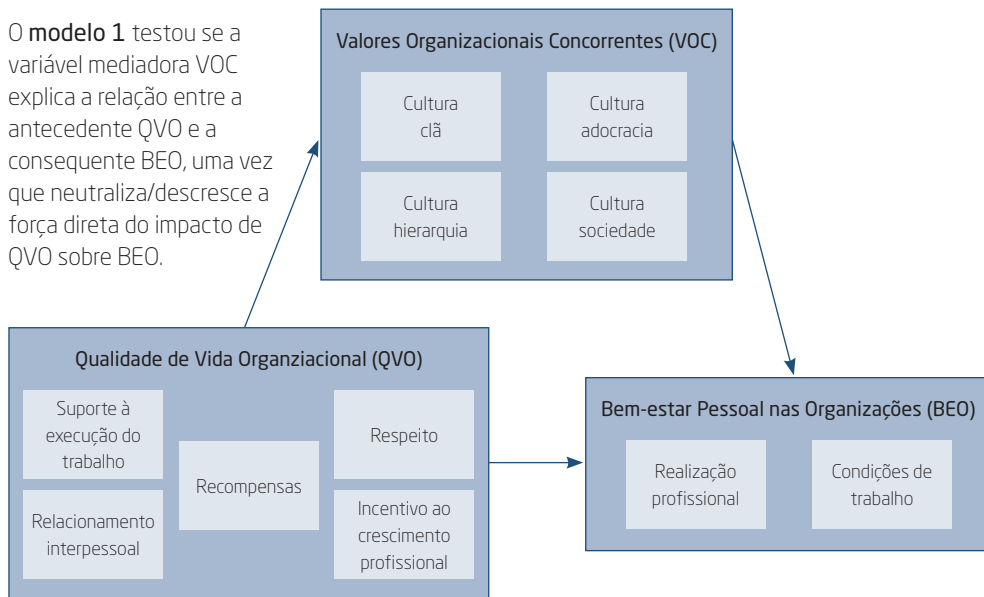 O modelo 1 testou se a
variável mediadora VOC
explica a relação entre a
antecedente QVO e a
consequente BEO, uma vez
que neutraliza/descresce a
força direta do impacto de
QVO sobre BEO.
Valores Organizacionais Concorrentes (VOC)
Cultura
clã
Cultura
adocracia
Cultura
hierarquia
Cultura
sociedade
Qualidade de Vida Organziacional (QVO)
Suporte à
execução do
trabalho
Relacionamento
interpessoal
Recompensas
Respeito
Incentivo ao
crescimento
profissional
Bem-estar Pessoal nas Organizações (BEO)
Realização
profissional
Condições de
trabalho